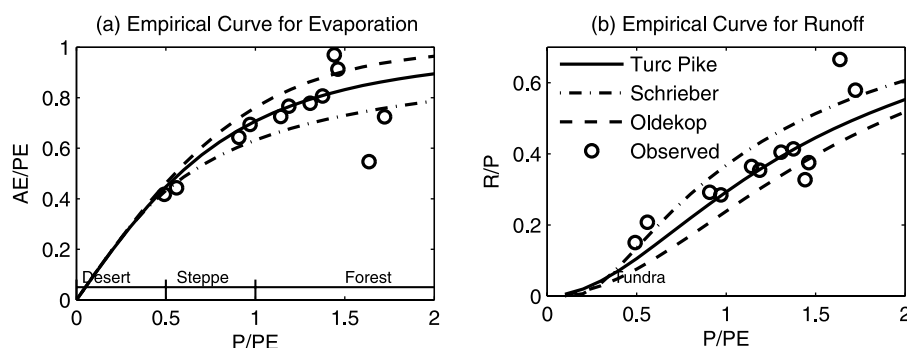 (a) Empirical Curve for Evaporation
1
0.8
0.6
0.4
0.2
0
AE/PE
Desert
Steppe
Forest
0
0.5
1
1.5
2
P/PE
(b) Empirical Curve for Runoff
Turc Pike
Schrieber
Oldekop
Observed
0.6
0.4
0.2
0
R/P
Tundra
0.5
1
1.5
2
P/PE